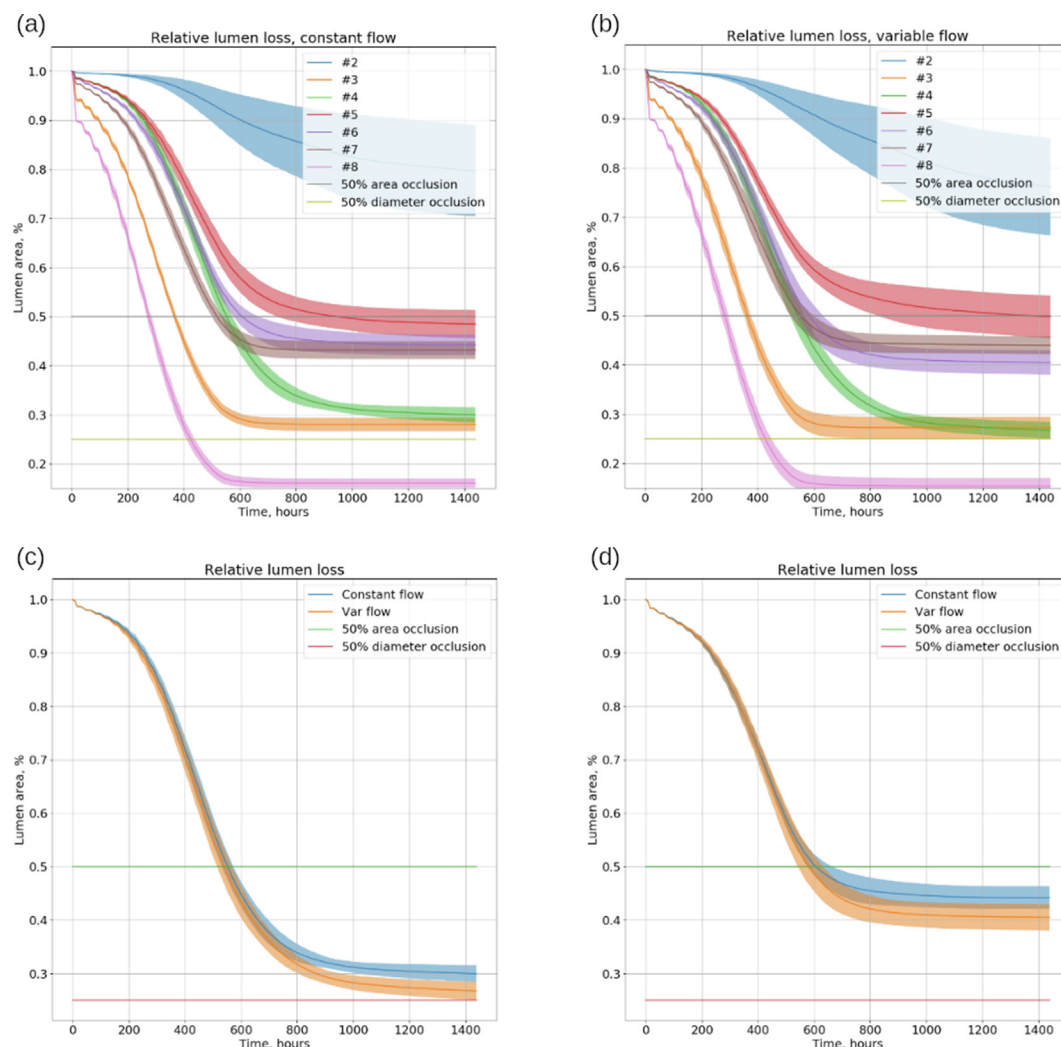 (a)
Relative lumen loss, constant flow
#2
#3
#4
#5
#6
#7
#8
50% area occlusion
50% diameter occlusion
1.0
0.9
0.8
0.7
0.6
0.5
0.4
0.3
0.2
Lumen area, %
0 200 400 600 800 1000 1200 1400
Time, hours
(b)
Relative lumen loss, variable flow
#2
#3
#4
#5
#6
#7
#8
50% area occlusion
50% diameter occlusion
1.0
0.9
0.8
0.7
0.6
0.5
0.4
0.3
0.2
Lumen area, %
0 200 400 600 800 1000 1200 1400
Time, hours
(c)
Relative lumen loss
Constant flow
Var flow
50% area occlusion
50% diameter occlusion
1.0
0.9
0.8
0.7
0.6
0.5
0.4
0.3
Lumen area, %
0 200 400 600 800 1000 1200 1400
Time, hours
(d)
Relative lumen loss
Constant flow
Var flow
50% area occlusion
50% diameter occlusion
1.0
0.9
0.8
0.7
0.6
0.5
0.4
0.3
Lumen area, %
0 200 400 600 800 1000 1200 1400
Time, hours